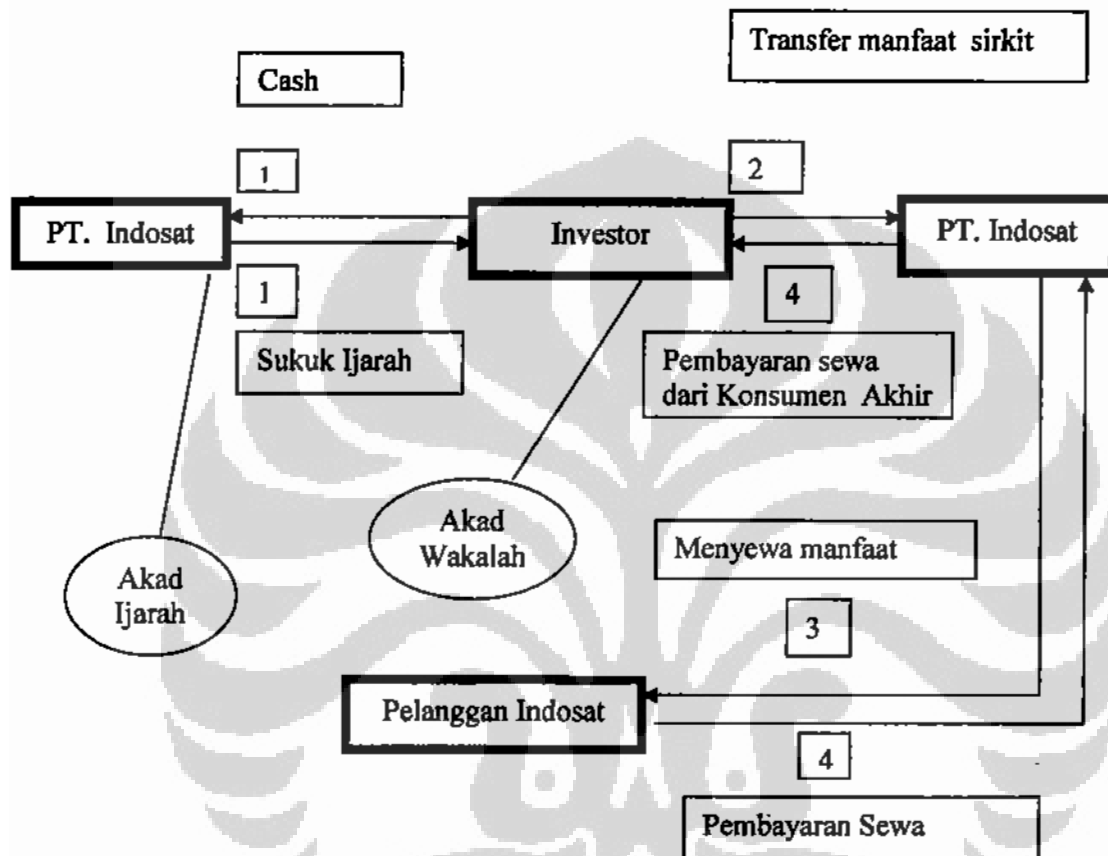 Transfer manfaat sirkit
Cash
1
2
PT. Indosat
Investor
PT. Indosat
1
4
Sukuk Ijarah
Pembayaran sewa
dari Konsumen Akhir
Akad
Wakalah
Menyewa manfaat
Akad
Ijarah
3
Pelanggan Indosat
4
Pembayaran Sewa